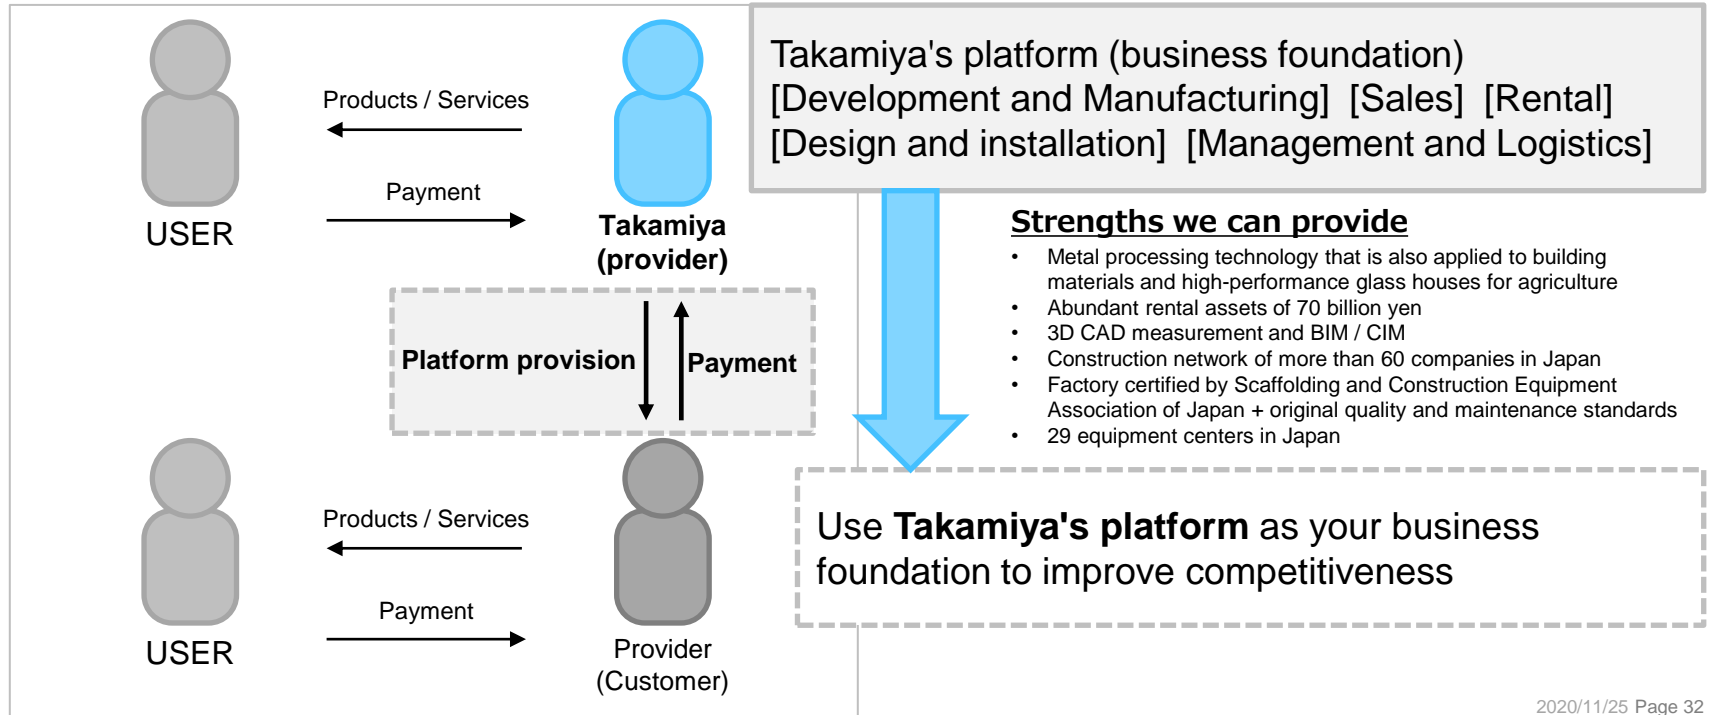 Takamiya's platform (business foundation)
[Development and Manufacturing] [Sales] [Rental]
[Design and installation] [Management and Logistics]
Products / Services
Payment
USER
Takamiya
(provider)
Platform provision
Payment
Strengths we can provide
• Metal processing technology that is also applied to building
materials and high-performance glass houses for agriculture
• Abundant rental assets of 70 billion yen
• 3D CAD measurement and BIM / CIM
• Construction network of more than 60 companies in Japan
• Factory certified by Scaffolding and Construction Equipment
Association of Japan + original quality and maintenance standards
• 29 equipment centers in Japan
Products / Services
Payment
USER
Provider
(Customer)
Use Takamiya's platform as your business
foundation to improve competitiveness
2020/11/25 Page 32